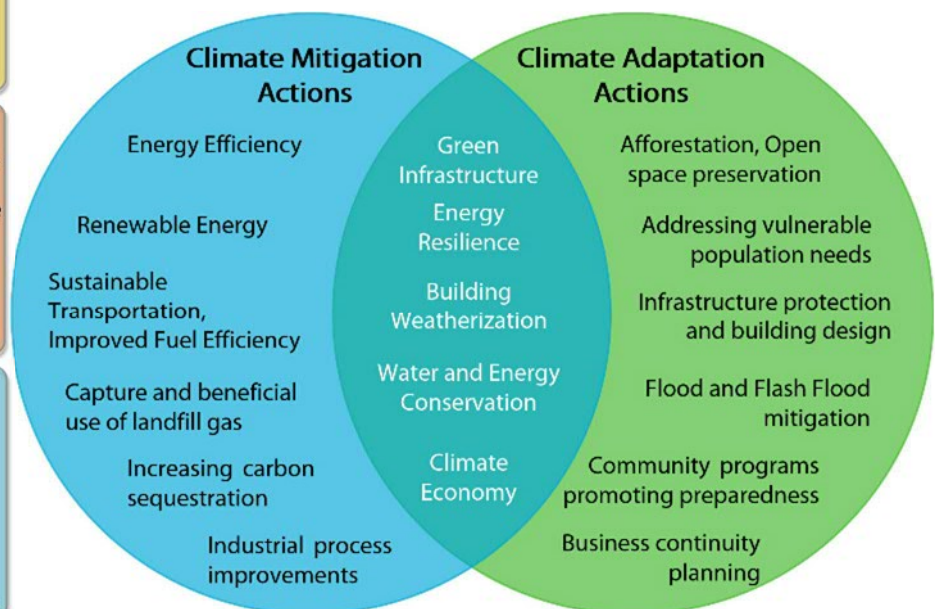 Climate Mitigation
Actions
Energy Efficiency
Renewable Energy
Sustainable
Transportation,
Improved Fuel Efficiency
Capture and beneficial
use of landfill gas
Increasing carbon
sequestration
Industrial process
improvements
Green
Infrastructure
Energy
Resilience
Building
Weatherization
Water and Energy
Conservation
Climate
Economy
Climate Adaptation
Actions
Afforestation, Open
space preservation
Addressing vulnerable
population needs
Infrastructure protection
and building design
Flood and Flash Flood
mitigation
Community programs
promoting preparedness
Business continuity
planning